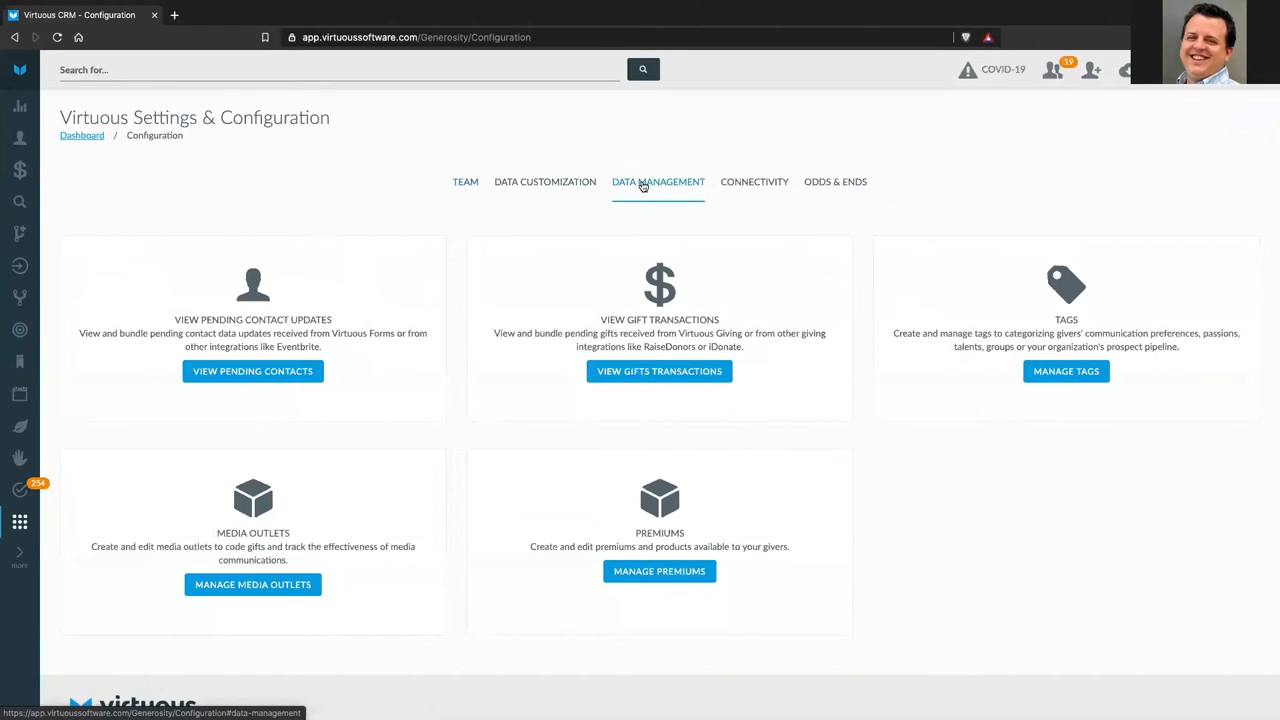 Virtuous CRM - Configuration
app.virtuoussoftware.com/Generosity/Configuration
Search for...
COVID-19
19
Virtuous Settings & Configuration
Dashboard / Configuration
TEAM DATA CUSTOMIZATION DATA MANAGEMENT CONNECTIVITY ODDS & ENDS
VIEW PENDING CONTACT UPDATES
View and bundle pending contact data updates received from Virtuous Forms or from
other integrations like Eventbrite.
VIEW PENDING CONTACTS
VIEW GIFT TRANSACTIONS
View and bundle pending gifts received from Virtuous Giving or from other giving
integrations like RaiseDonors or iDonate.
VIEW GIFTS TRANSACTIONS
TAGS
Create and manage tags to categorizing givers' communication preferences, passions,
talents, groups or your organization's prospect pipeline.
MANAGE TAGS
254
more
MEDIA OUTLETS
Create and edit media outlets to code gifts and track the effectiveness of media
communications.
MANAGE MEDIA OUTLETS
PREMIUMS
Create and edit premiums and products available to your givers.
MANAGE PREMIUMS
virtuous
https://app.virtuoussoftware.com/Generosity/Configuration#data-management